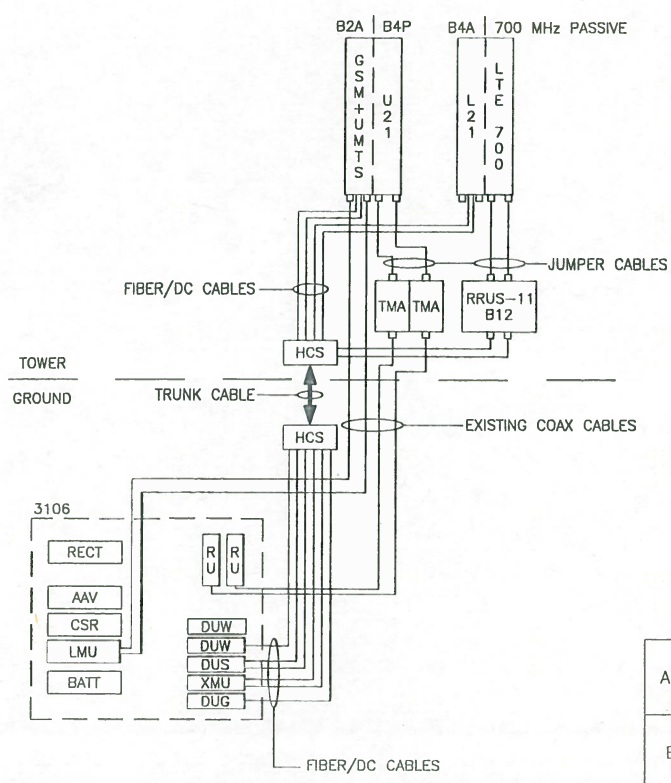 B2A B4P B4A 700 MHz PASSIVE
GSM+UMTS
U21
L21
LTE 700
JUMPER CABLES
FIBER/DC CABLES
TMA TMA
RRUS-11
B12
HCS
TOWER
GROUND
TRUNK CABLE
HCS
EXISTING COAX CABLES
3106
RECT
RU
RU
AAV
CSR
LMU
BATT
DUW
DUW
DUS
XMU
DUG
FIBER/DC CABLES
A